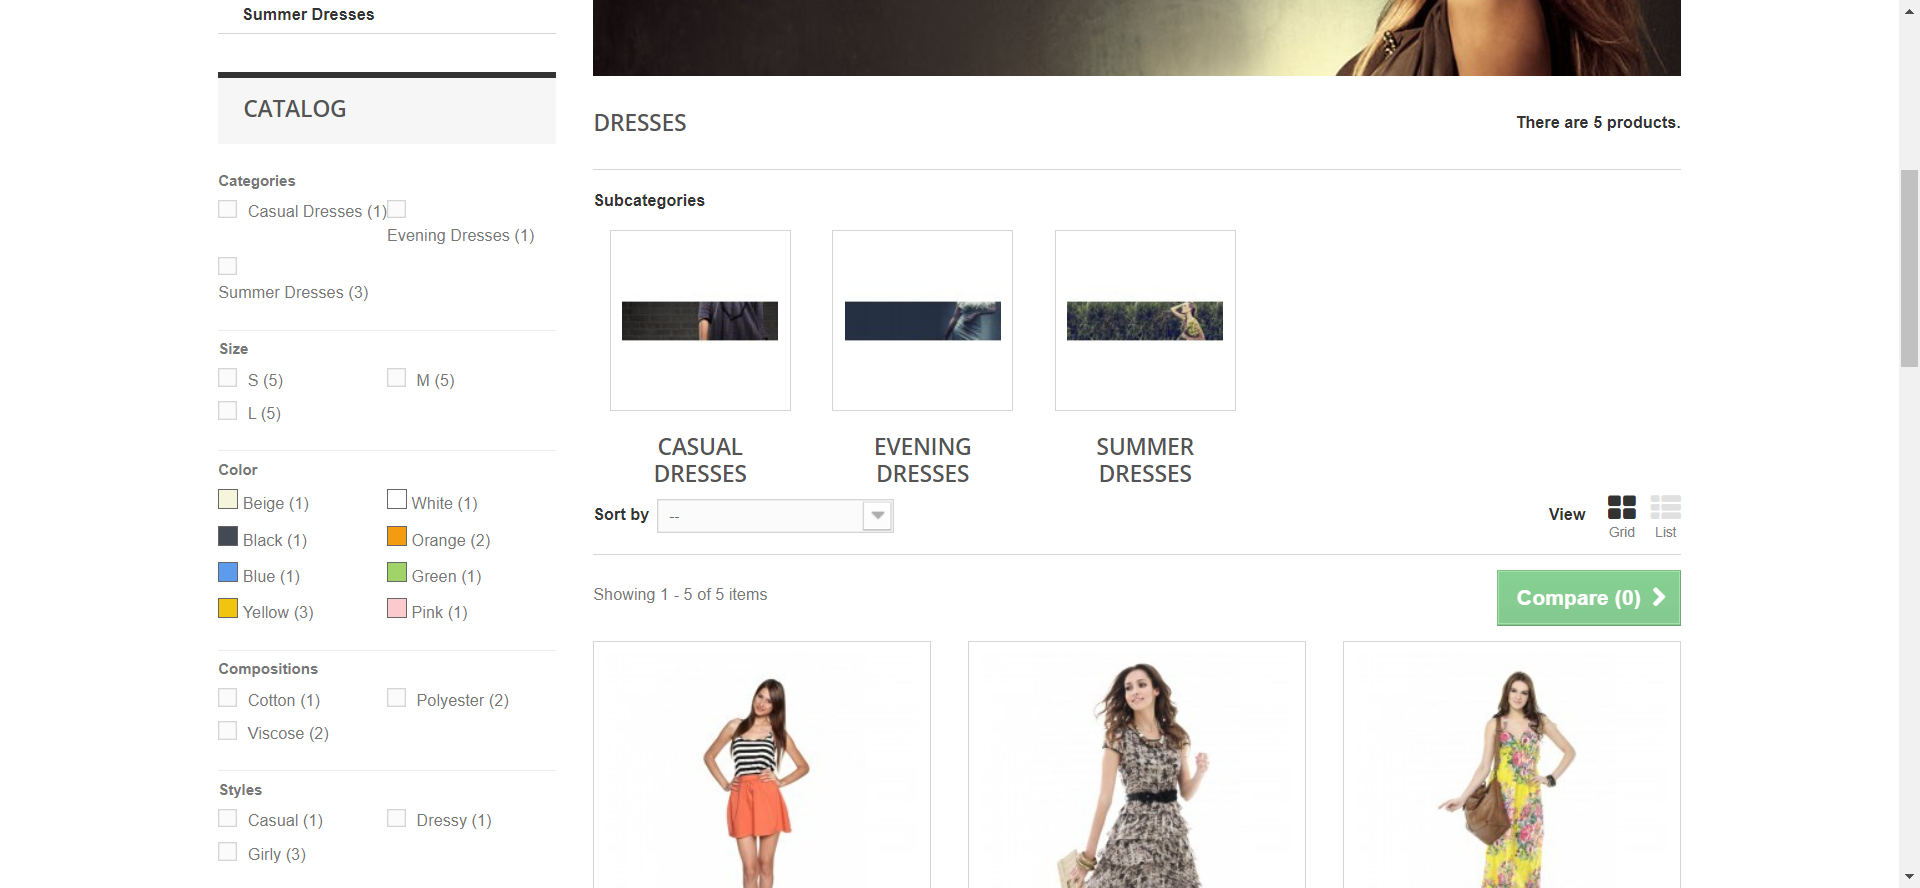 Summer Dresses
CATALOG
Categories
Casual Dresses (1)
Evening Dresses (1)
Summer Dresses (3)
Size
S (5)
M (5)
L (5)
Color
Beige (1)
White (1)
Black (1)
Orange (2)
Blue (1)
Green (1)
Yellow (3)
Pink (1)
Compositions
Cotton (1)
Polyester (2)
Viscose (2)
Styles
Casual (1)
Dressy (1)
Girly (3)
DRESSES
There are 5 products.
Subcategories
CASUAL
DRESSES
EVENING
DRESSES
SUMMER
DRESSES
Sort by
--
View
Grid
List
Showing 1 - 5 of 5 items
Compare (0)